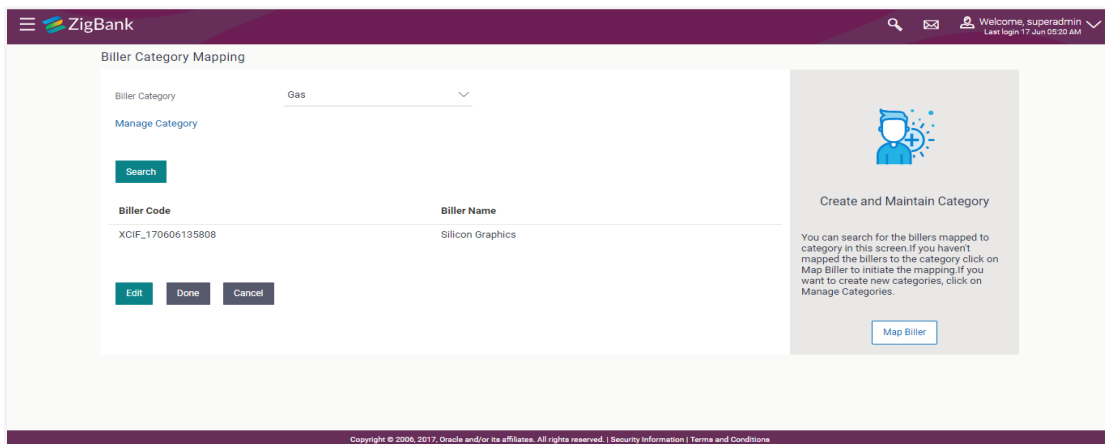 ZigBank
Welcome, superadmin
Last login 17 Jun 05:20 AM
Biller Category Mapping
Biller Category
Gas
Manage Category
Search
Biller Code
Biller Name
XCIF_170606135808
Silicon Graphics
Edit
Done
Cancel
Create and Maintain Category
You can search for the billers mapped to
category in this screen.If you haven't
mapped the billers to the category click on
Map Biller to initiate the mapping.If you
want to create new categories, click on
Manage Categories.
Map Biller
Copyright © 2006, 2017, Oracle and/or its affiliates. All rights reserved. | Security Information | Terms and Conditions